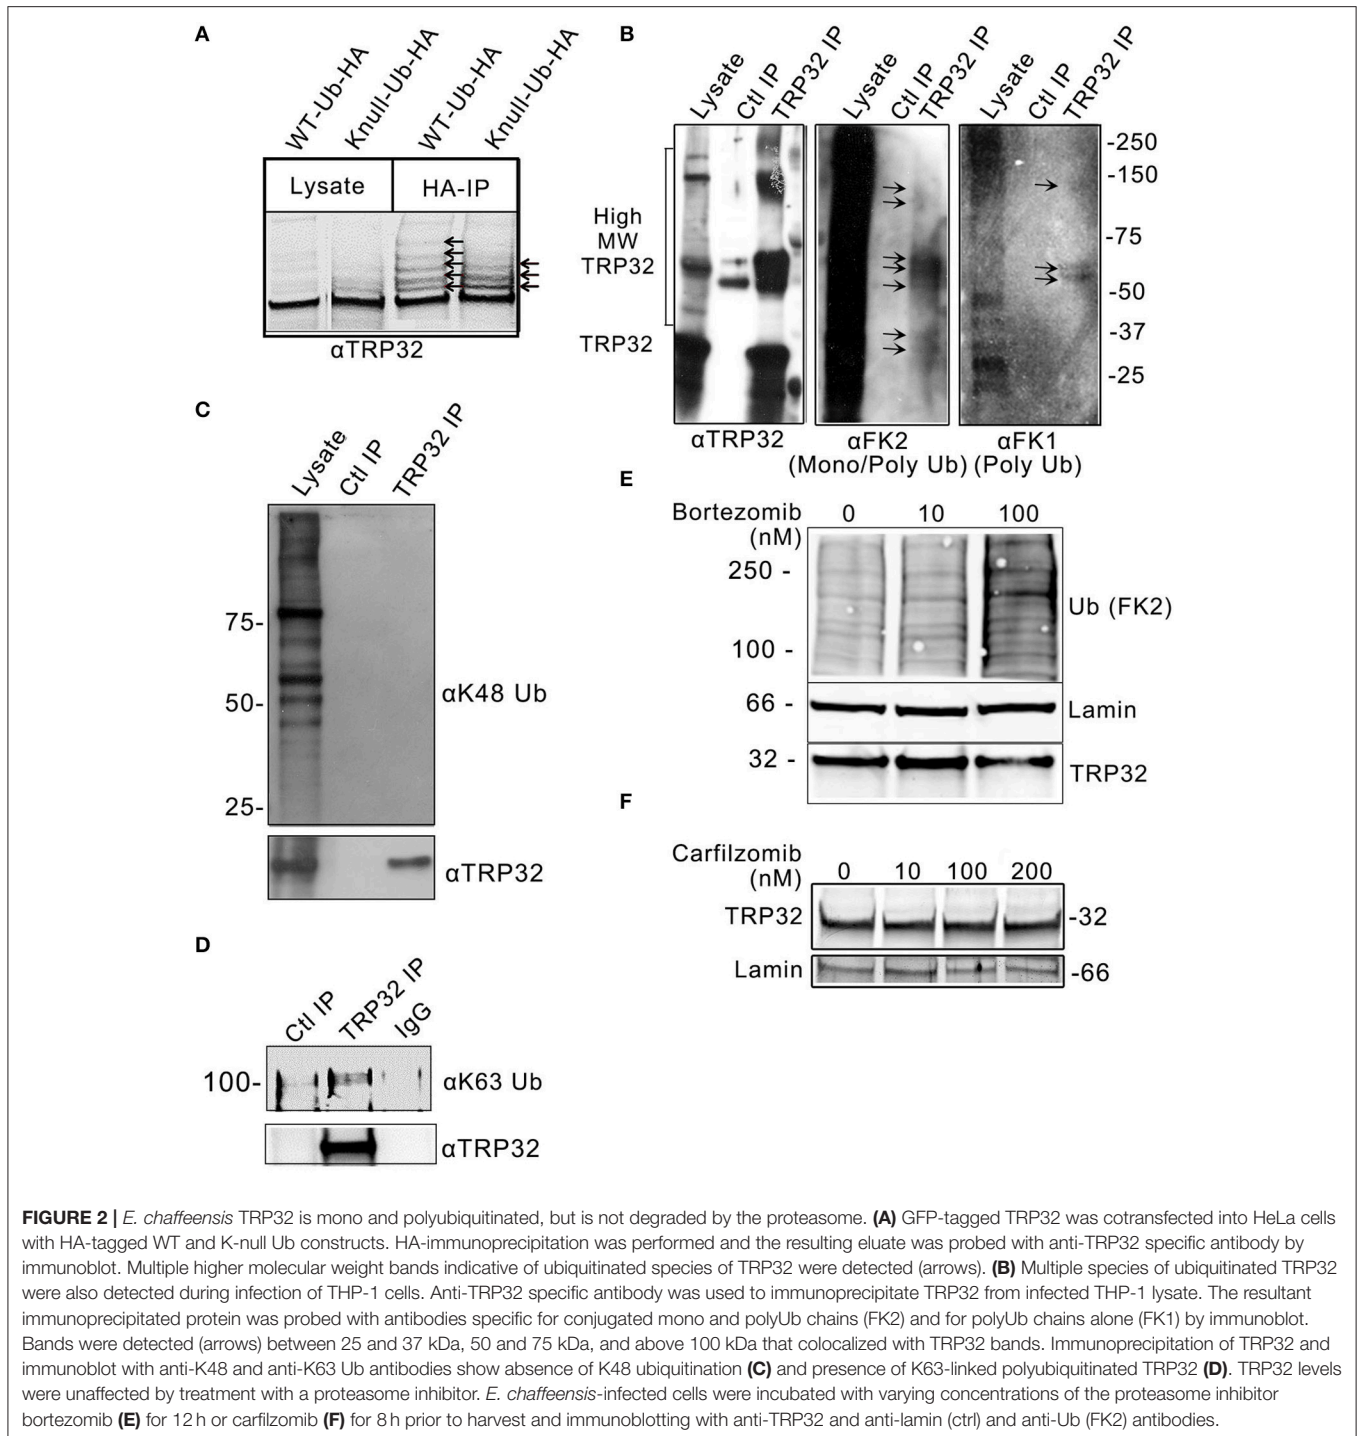 A
WT-Ub-HA
Knull-Ub-HA
WT-Ub-HA
Knull-Ub-HA
Lysate
HA-IP
αTRP32
B
Lysate
Ctl IP
TRP32 IP
Lysate
Ctl IP
TRP32 IP
Lysate
Ctl IP
TRP32 IP
High
MW
TRP32
TRP32
-250
-150
-75
-50
-37
-25
αTRP32
αFK2
(Mono/Poly Ub)
αFK1
(Poly Ub)
C
Lysate
Ctl IP
TRP32 IP
75-
50-
25-
αK48 Ub
αTRP32
D
Ctl IP
TRP32 IP
IgG
100-
αK63 Ub
αTRP32
E
Bortezomib
(nM)
0 10 100
250 -
100 -
Ub (FK2)
66 -
Lamin
32 -
TRP32
F
Carfilzomib
(nM)
0 10 100 200
TRP32
-32
Lamin
-66
FIGURE 2 | E. chaffeensis TRP32 is mono and polyubiquitinated, but is not degraded by the proteasome. (A) GFP-tagged TRP32 was cotransfected into HeLa cells
with HA-tagged WT and K-null Ub constructs. HA-immunoprecipitation was performed and the resulting eluate was probed with anti-TRP32 specific antibody by
immunoblot. Multiple higher molecular weight bands indicative of ubiquitinated species of TRP32 were detected (arrows). (B) Multiple species of ubiquitinated TRP32
were also detected during infection of THP-1 cells. Anti-TRP32 specific antibody was used to immunoprecipitate TRP32 from infected THP-1 lysate. The resultant
immunoprecipitated protein was probed with antibodies specific for conjugated mono and polyUb chains (FK2) and for polyUb chains alone (FK1) by immunoblot.
Bands were detected (arrows) between 25 and 37 kDa, 50 and 75 kDa, and above 100 kDa that colocalized with TRP32 bands. Immunoprecipitation of TRP32 and
immunoblot with anti-K48 and anti-K63 Ub antibodies show absence of K48 ubiquitination (C) and presence of K63-linked polyubiquitinated TRP32 (D). TRP32 levels
were unaffected by treatment with a proteasome inhibitor. E. chaffeensis-infected cells were incubated with varying concentrations of the proteasome inhibitor
bortezomib (E) for 12 h or carfilzomib (F) for 8 h prior to harvest and immunoblotting with anti-TRP32 and anti-lamin (ctrl) and anti-Ub (FK2) antibodies.